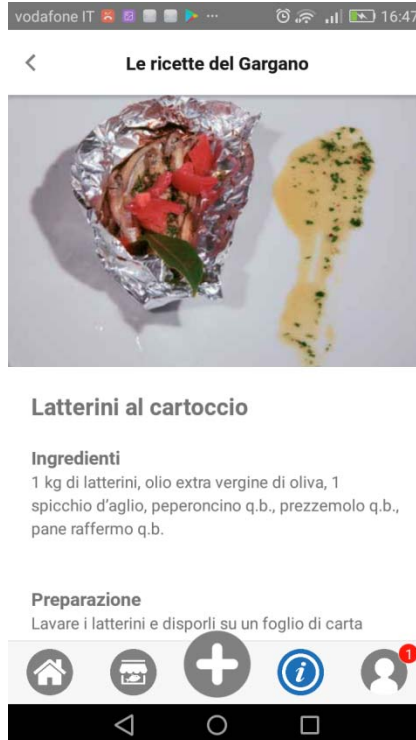 vodafone IT ... 16:47
Le ricette del Gargano
Latterini al cartoccio
Ingredienti
1 kg di latterini, olio extra vergine di oliva, 1
spicchio d'aglio, peperoncino q.b., prezzemolo q.b.,
pane raffermo q.b.
Preparazione
Lavare i latterini e disporli su un foglio di carta
1